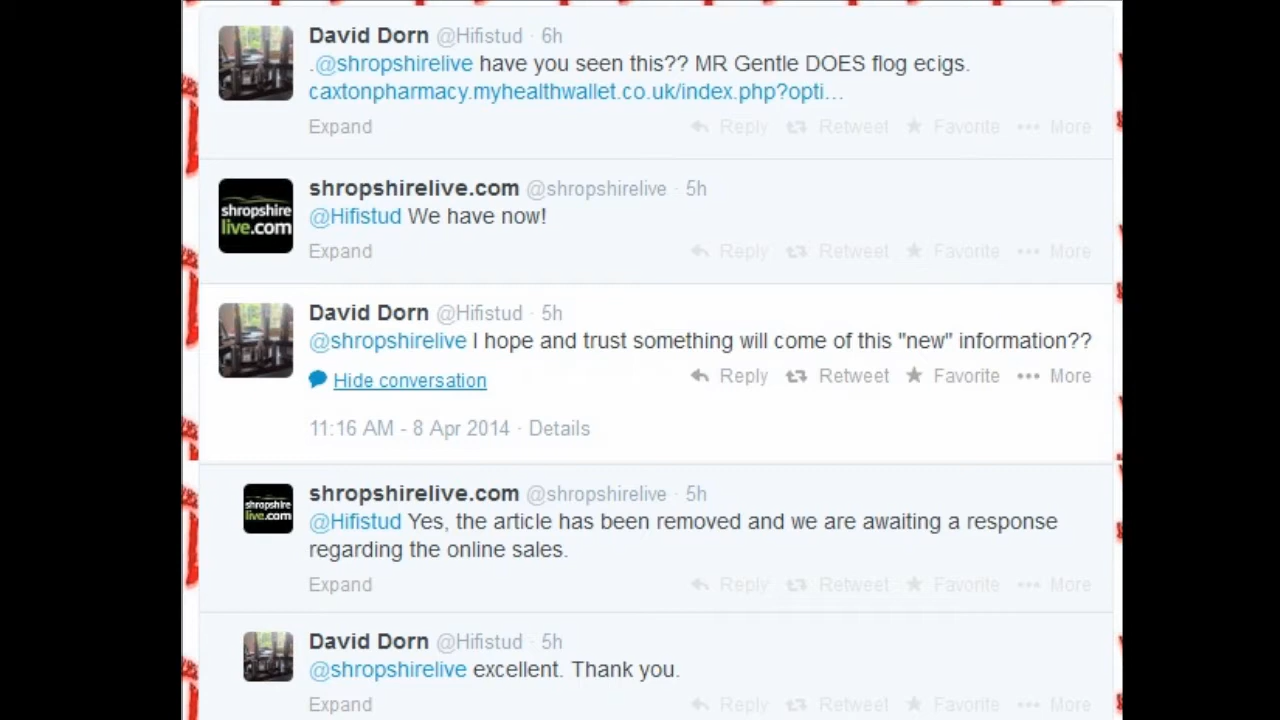 David Dorn @Hifistud · 6h
.@shropshirelive have you seen this?? MR Gentle DOES flog ecigs.
caxtonpharmacy.myhealthwallet.co.uk/index.php?opti...
Expand Reply Retweet Favorite More
shropshirelive.com @shropshirelive · 5h
shropshire
live.com
@Hifistud We have now!
Expand Reply Retweet Favorite More
David Dorn @Hifistud · 5h
@shropshirelive I hope and trust something will come of this "new" information??
Hide conversation Reply Retweet Favorite More
11:16 AM - 8 Apr 2014 · Details
shropshirelive.com @shropshirelive · 5h
shropshire
live.com
@Hifistud Yes, the article has been removed and we are awaiting a response
regarding the online sales.
Expand Reply Retweet Favorite More
David Dorn @Hifistud · 5h
@shropshirelive excellent. Thank you.
Expand Reply Retweet Favorite More